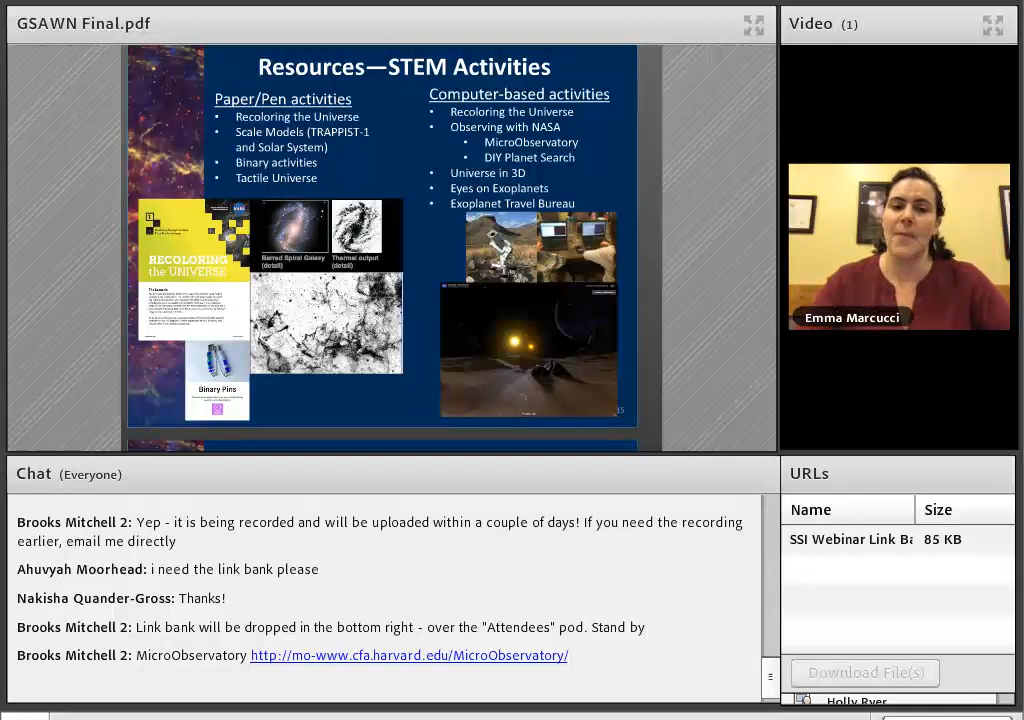 GSAWN Final.pdf
Video (1)
Resources—STEM Activities
Paper/Pen activities
• Recoloring the Universe
• Scale Models (TRAPPIST-1
and Solar System)
• Binary activities
• Tactile Universe
Computer-based activities
• Recoloring the Universe
• Observing with NASA
• MicroObservatory
• DIY Planet Search
• Universe in 3D
• Eyes on Exoplanets
• Exoplanet Travel Bureau
1
RECOLORING
the UNIVERSE
Barred Spiral Galaxy
(detail)
Thermal output
(detail)
Binary Pins
15
Emma Marcucci
Chat (Everyone)
Brooks Mitchell 2: Yep - it is being recorded and will be uploaded within a couple of days! If you need the recording
earlier, email me directly
Ahuvyah Moorhead: i need the link bank please
Nakisha Quander-Gross: Thanks!
Brooks Mitchell 2: Link bank will be dropped in the bottom right - over the "Attendees" pod. Stand by
Brooks Mitchell 2: MicroObservatory http://mo-www.cfa.harvard.edu/MicroObservatory/
URLs
Name Size
SSI Webinar Link Ba 85 KB
Download File(s)
Holly Ryer